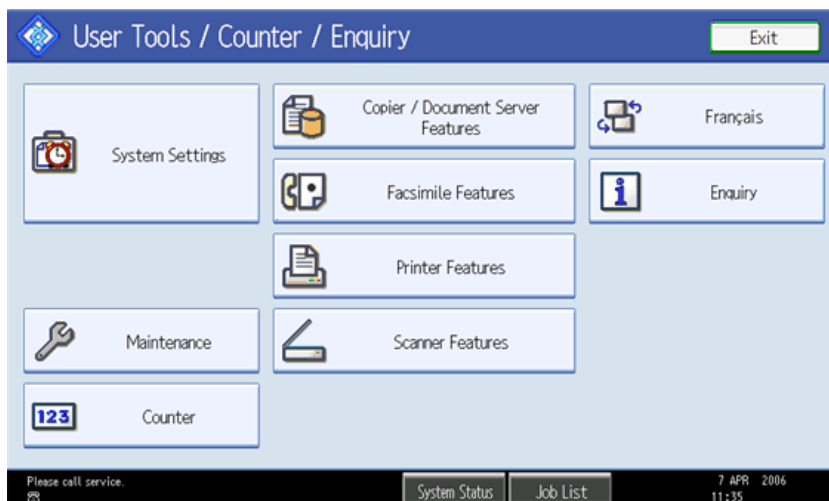 User Tools / Counter / Enquiry
Exit
System Settings
Copier / Document Server
Features
Français
Facsimile Features
Enquiry
Printer Features
Maintenance
Scanner Features
123
Counter
Please call service.
System Status
Job List
7 APR 2006
11:35